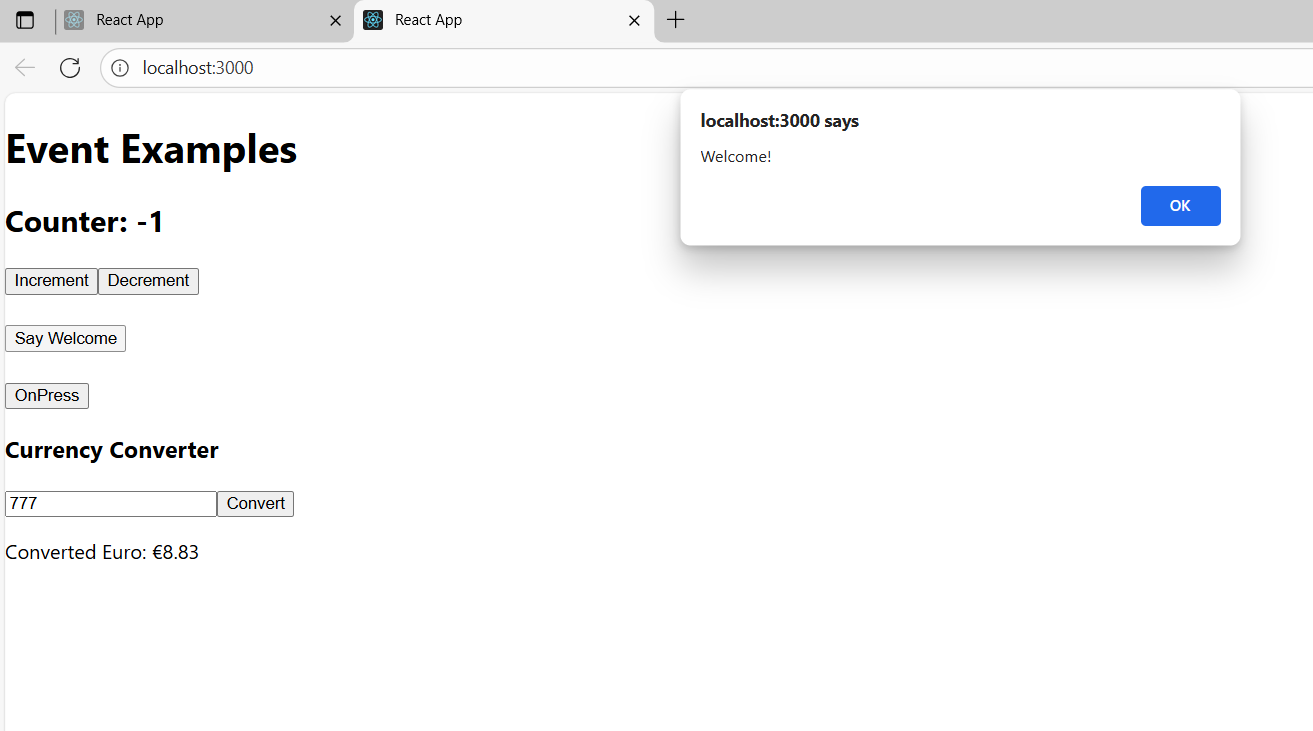 React App
React App
localhost:3000
localhost:3000 says
Welcome!
OK
Event Examples
Counter: -1
Increment Decrement
Say Welcome
OnPress
Currency Converter
777 Convert
Converted Euro: €8.83